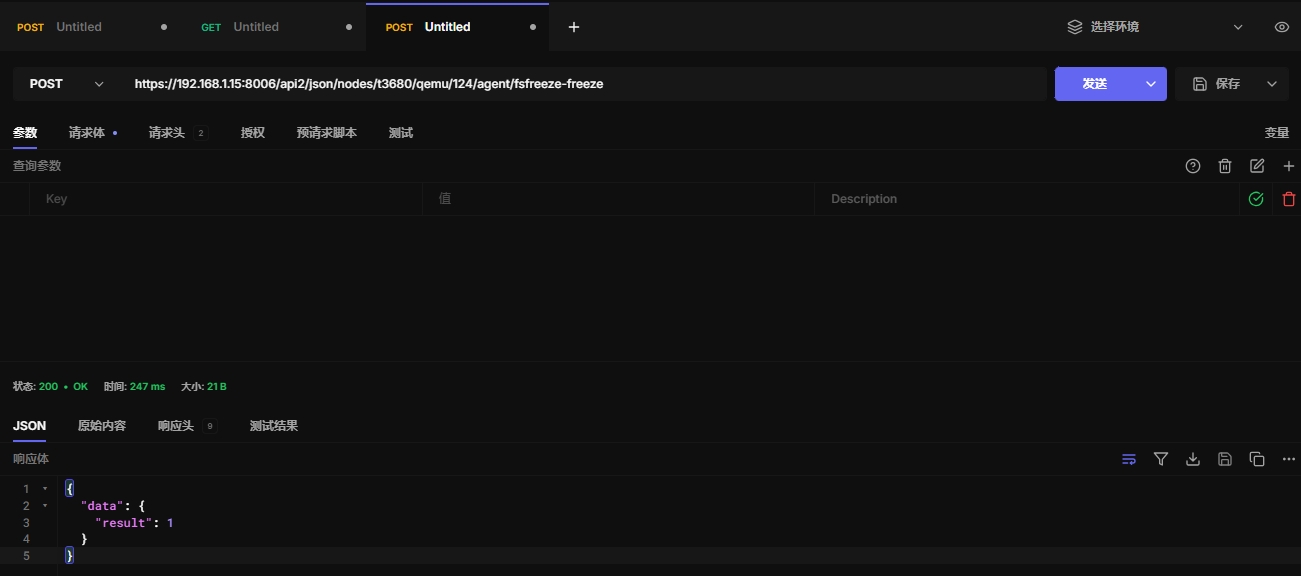 POST Untitled GET Untitled POST Untitled 选择环境
POST https://192.168.1.15:8006/api2/json/nodes/t3680/qemu/124/agent/fsfreeze-freeze 发送 保存
参数 请求体 请求头 2 授权 预请求脚本 测试 变量
查询参数
Key 值 Description
状态: 200 • OK 时间: 247 ms 大小: 21 B
JSON 原始内容 响应头 9 测试结果
响应体
1 {
2 "data": {
3 "result": 1
4 }
5 }